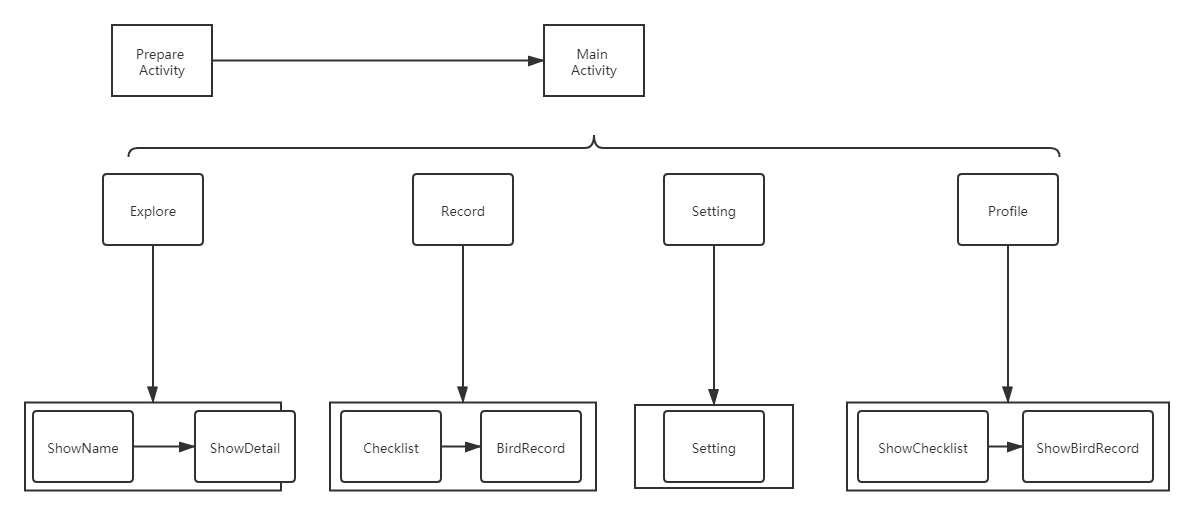 Prepare
Activity
Main
Activity
Explore
Record
Setting
Profile
ShowName
ShowDetail
Checklist
BirdRecord
Setting
ShowChecklist
ShowBirdRecord